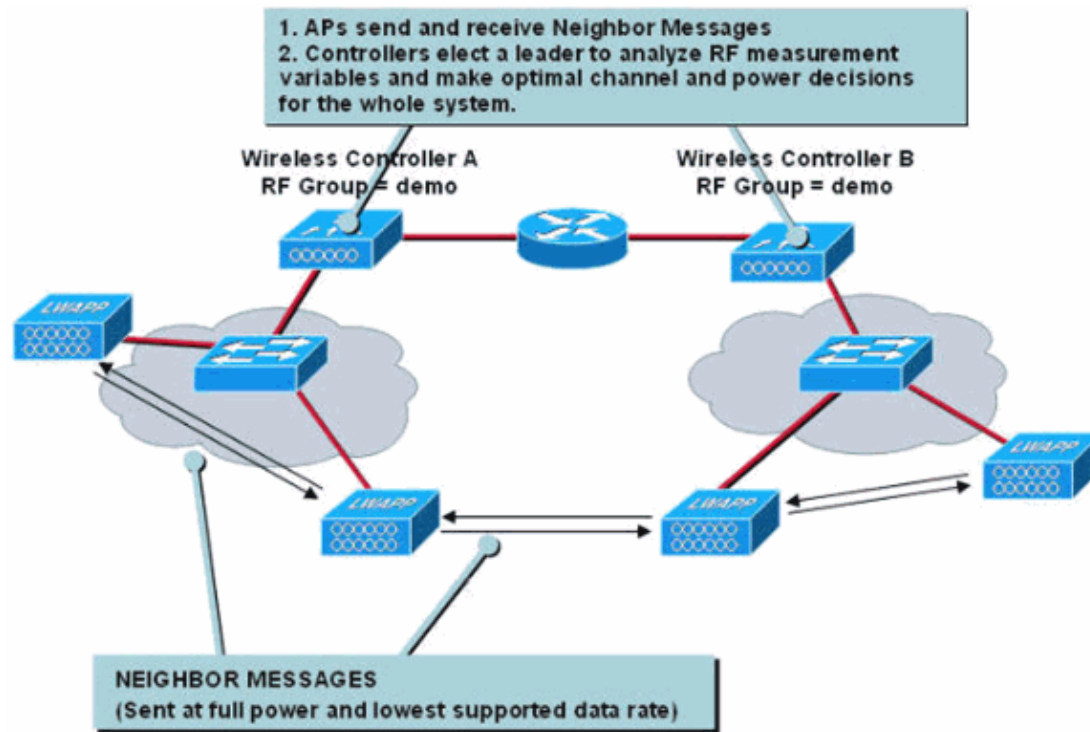 1. APs send and receive Neighbor Messages
2. Controllers elect a leader to analyze RF measurement
variables and make optimal channel and power decisions
for the whole system.
Wireless Controller A
RF Group = demo
Wireless Controller B
RF Group = demo
LWAPP
LWAPP
LWAPP
LWAPP
NEIGHBOR MESSAGES
(Sent at full power and lowest supported data rate)